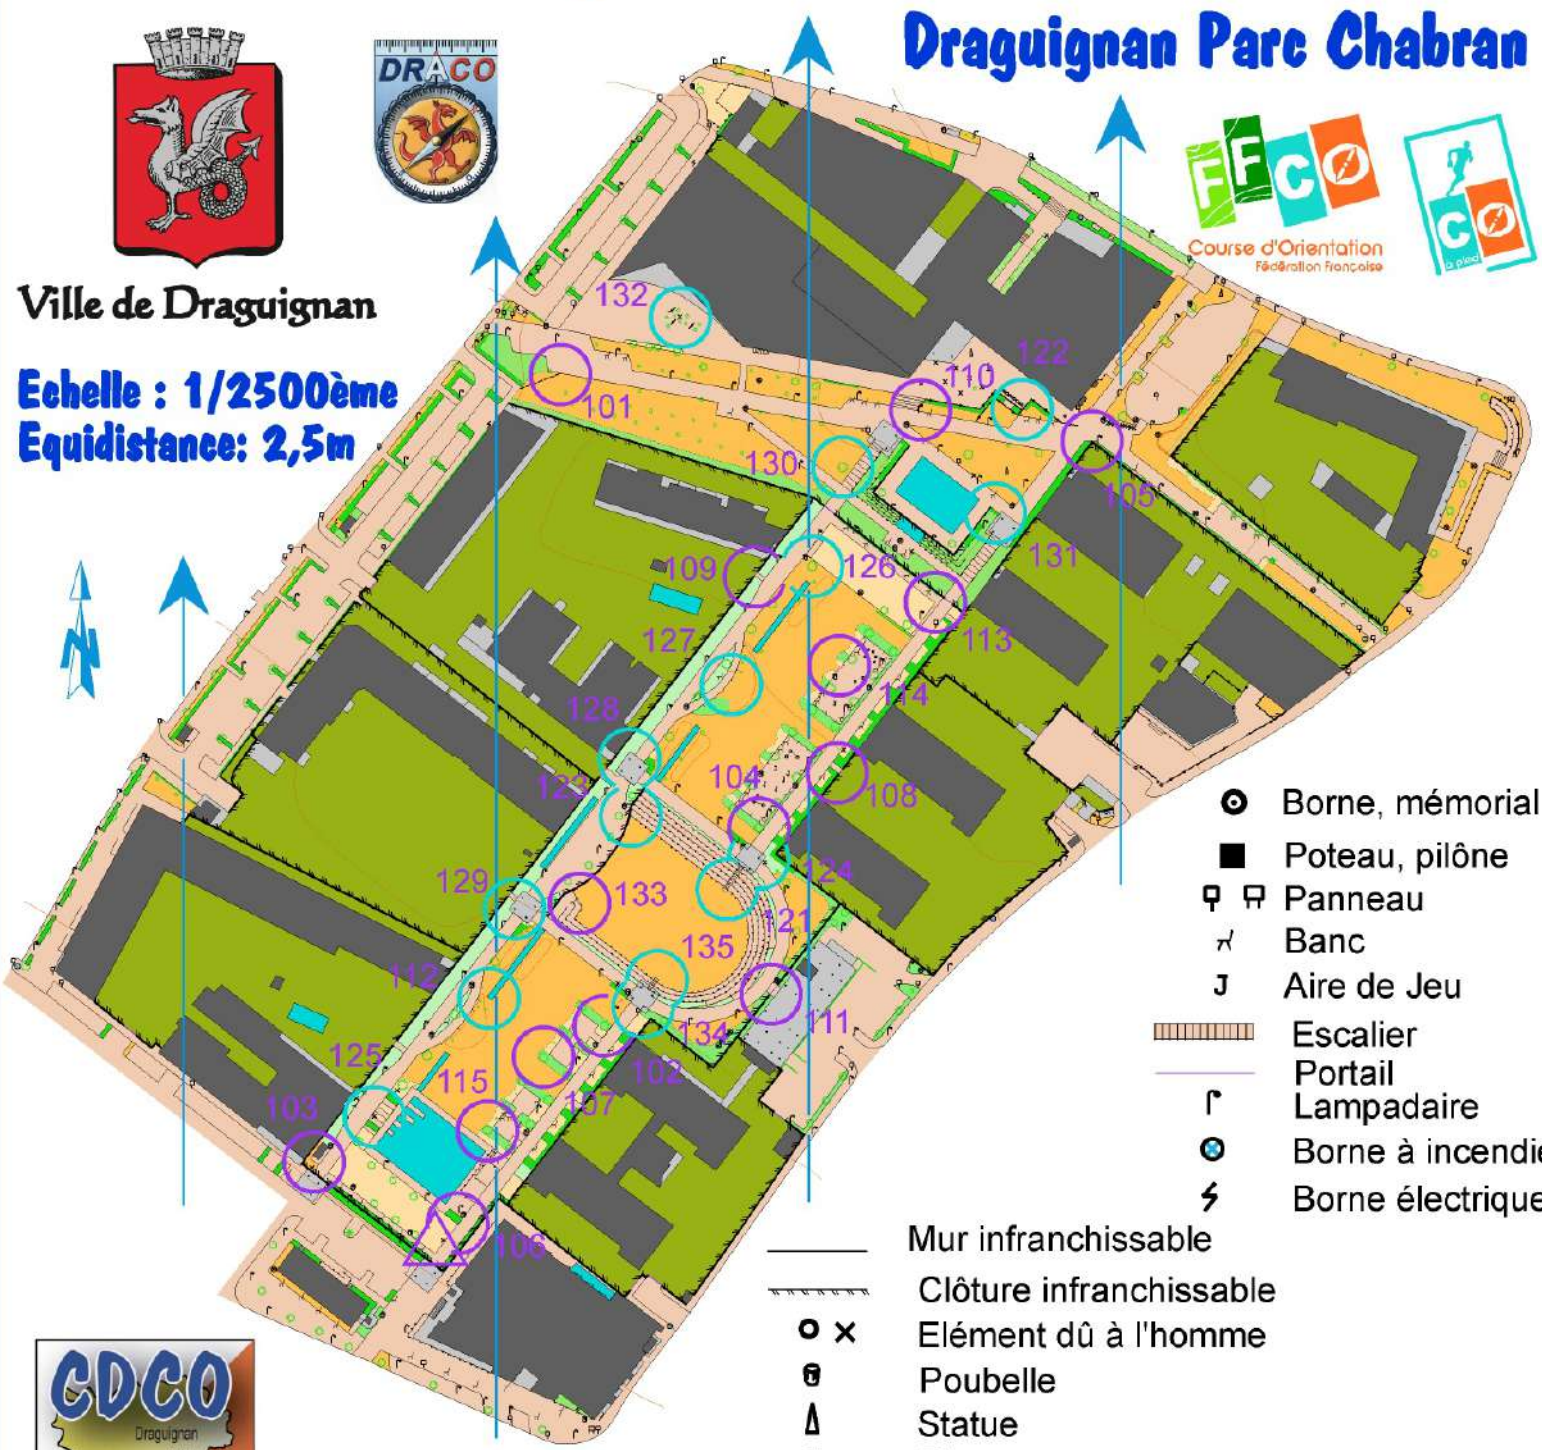 Draguignan Parc Chabran
DRACO
FFCO
Course d'Orientation
Fédération Française
CO
à pied
Ville de Draguignan
Echelle : 1/2500ème
Equidistance: 2,5m
N
132
101
110
122
130
105
131
109
126
113
127
114
128
123
104
108
129
133
124
121
135
112
134
111
125
115
102
107
103
106
Borne, mémorial
Poteau, pilône
Panneau
Banc
J Aire de Jeu
Escalier
Portail
Lampadaire
Borne à incendie
Borne électrique
Mur infranchissable
Clôture infranchissable
Elément dû à l'homme
Poubelle
Statue
CDCO
Draguignan